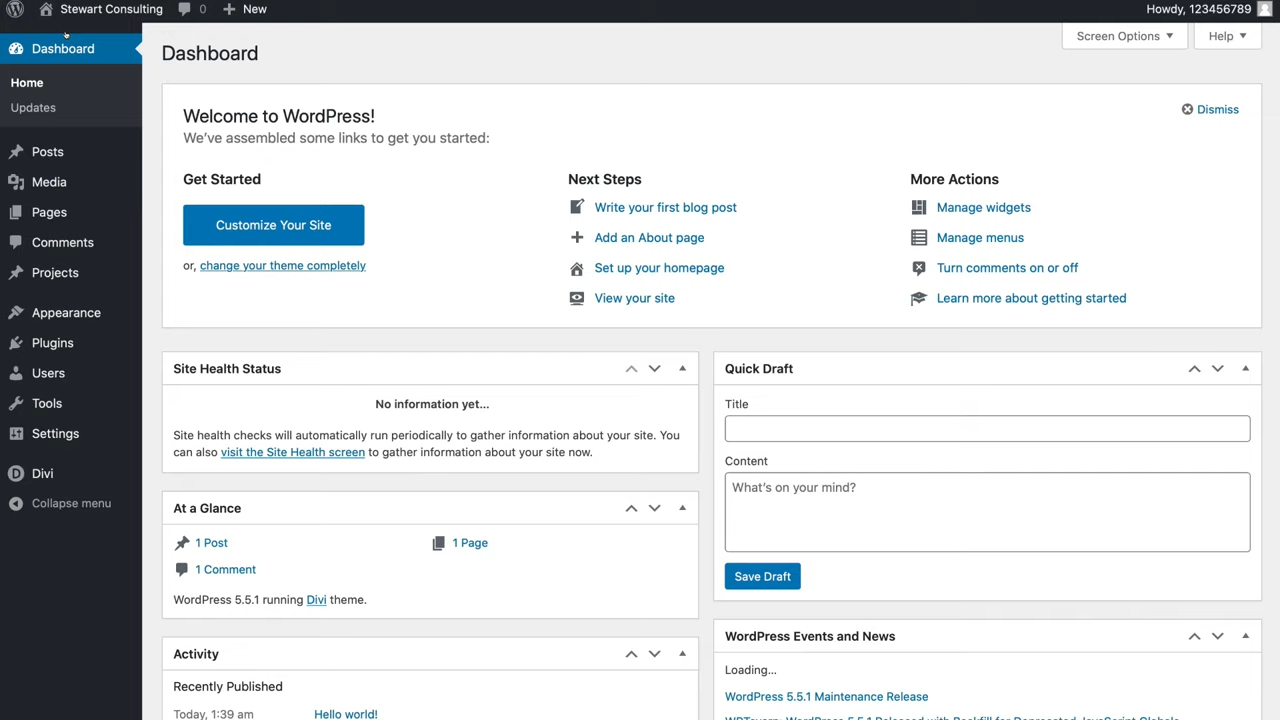 Stewart Consulting 0 New Howdy, 123456789
Dashboard
Home
Updates
Posts
Media
Pages
Comments
Projects
Appearance
Plugins
Users
Tools
Settings
Divi
Collapse menu
Screen Options Help
Dashboard
Welcome to WordPress!
Dismiss
We've assembled some links to get you started:
Get Started
Customize Your Site
or, change your theme completely
Next Steps
Write your first blog post
Add an About page
Set up your homepage
View your site
More Actions
Manage widgets
Manage menus
Turn comments on or off
Learn more about getting started
Site Health Status
No information yet...
Site health checks will automatically run periodically to gather information about your site. You
can also visit the Site Health screen to gather information about your site now.
At a Glance
1 Post 1 Page
1 Comment
WordPress 5.5.1 running Divi theme.
Activity
Recently Published
Today, 1:39 am Hello world!
Quick Draft
Title
Content
What's on your mind?
Save Draft
WordPress Events and News
Loading...
WordPress 5.5.1 Maintenance Release